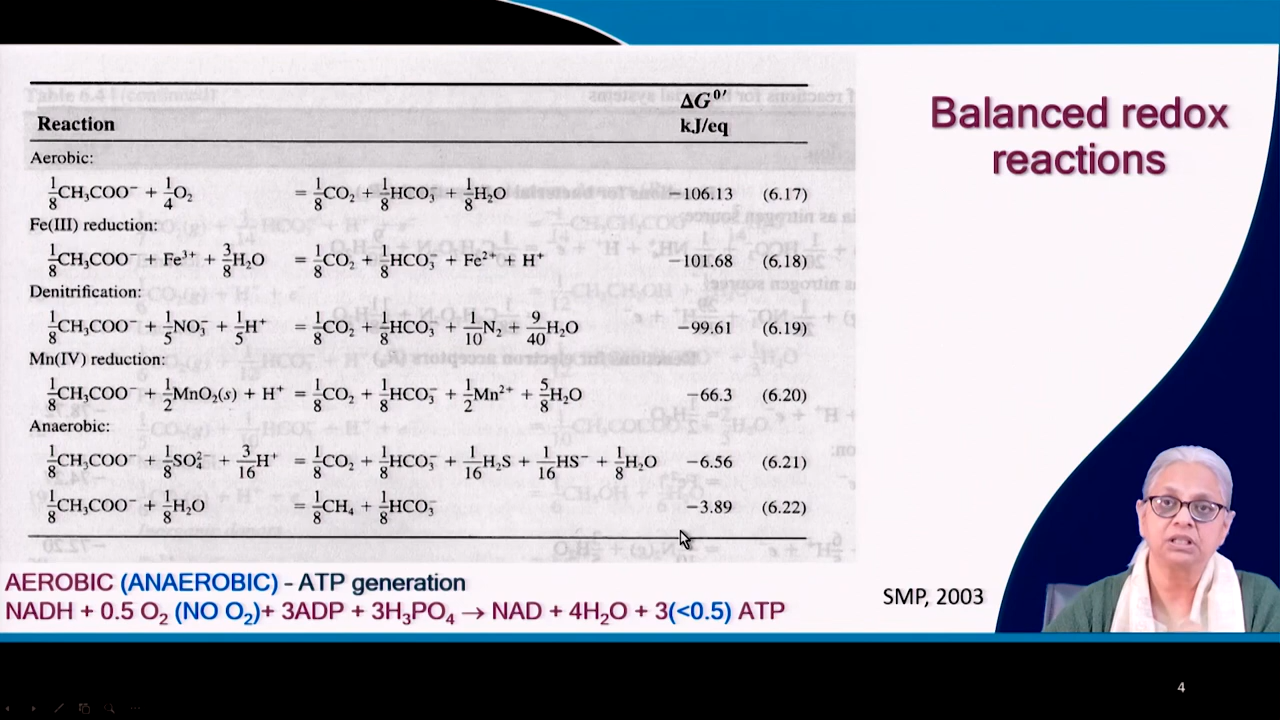 Balanced redox
reactions
Reaction
ΔG⁰′
kJ/eq
Aerobic:
1/8CH₃COO⁻ + 1/4O₂ = 1/8CO₂ + 1/8HCO₃⁻ + 1/8H₂O −106.13 (6.17)
Fe(III) reduction:
1/8CH₃COO⁻ + Fe³⁺ + 3/8H₂O = 1/8CO₂ + 1/8HCO₃⁻ + Fe²⁺ + H⁺ −101.68 (6.18)
Denitrification:
1/8CH₃COO⁻ + 1/5NO₃⁻ + 1/5H⁺ = 1/8CO₂ + 1/8HCO₃⁻ + 1/10N₂ + 9/40H₂O −99.61 (6.19)
Mn(IV) reduction:
1/8CH₃COO⁻ + 1/2MnO₂(s) + H⁺ = 1/8CO₂ + 1/8HCO₃⁻ + 1/2Mn²⁺ + 5/8H₂O −66.3 (6.20)
Anaerobic:
1/8CH₃COO⁻ + 1/8SO₄²⁻ + 3/16H⁺ = 1/8CO₂ + 1/8HCO₃⁻ + 1/16H₂S + 1/16HS⁻ + 1/8H₂O −6.56 (6.21)
1/8CH₃COO⁻ + 1/8H₂O = 1/8CH₄ + 1/8HCO₃⁻ −3.89 (6.22)
AEROBIC (ANAEROBIC) – ATP generation
NADH + 0.5 O₂ (NO O₂)+ 3ADP + 3H₃PO₄ → NAD + 4H₂O + 3(<0.5) ATP
SMP, 2003
4